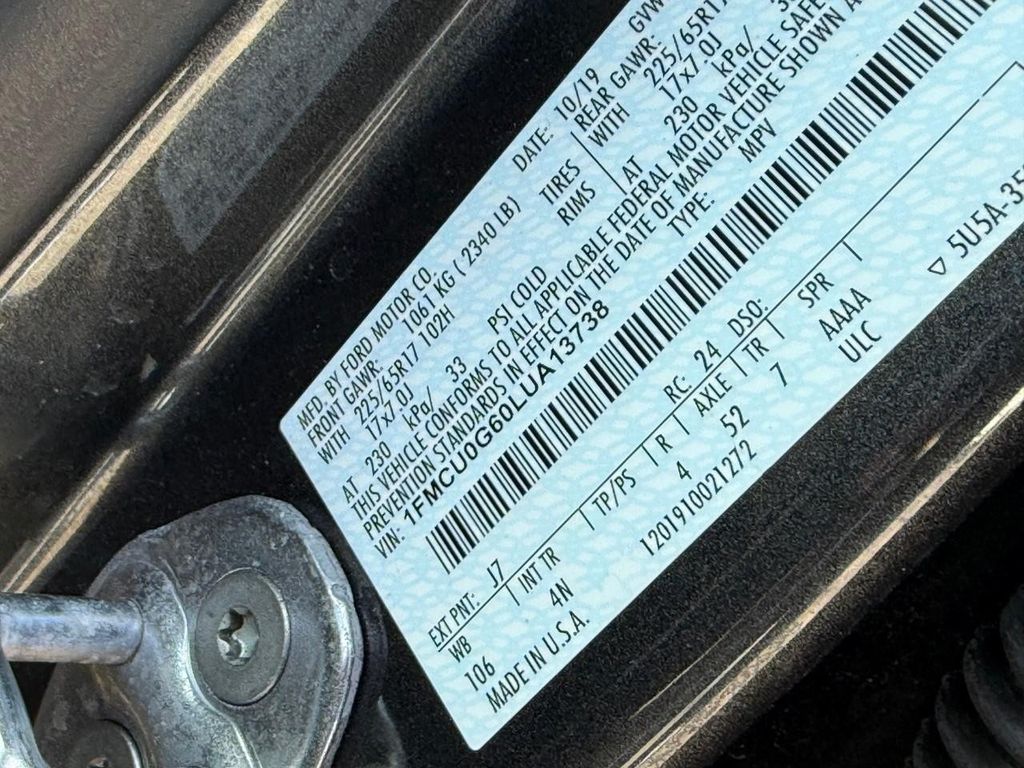 MFD. BY FORD MOTOR CO.
DATE: 10/19 GVW
FRONT GAWR: 1061 KG ( 2340 LB) REAR GAWR:
WITH 225/65R17 102H TIRES WITH 225/65R17
17x7.0J RIMS 17x7.0J
AT 230 kPa/ 33 PSI COLD AT 230 kPa/
THIS VEHICLE CONFORMS TO ALL APPLICABLE FEDERAL MOTOR VEHICLE SAFE
PREVENTION STANDARDS IN EFFECT ON THE DATE OF MANUFACTURE SHOWN A
VIN: 1FMCU0G60LUA13738 TYPE: MPV
EXT PNT: J7 RC: 24 DSO:
WB INT TR TP/PS R AXLE TR SPR
106 4N 4 52 7 AAAA
MADE IN U.S.A. 1201910021272 ULC
▽ 5U5A-35